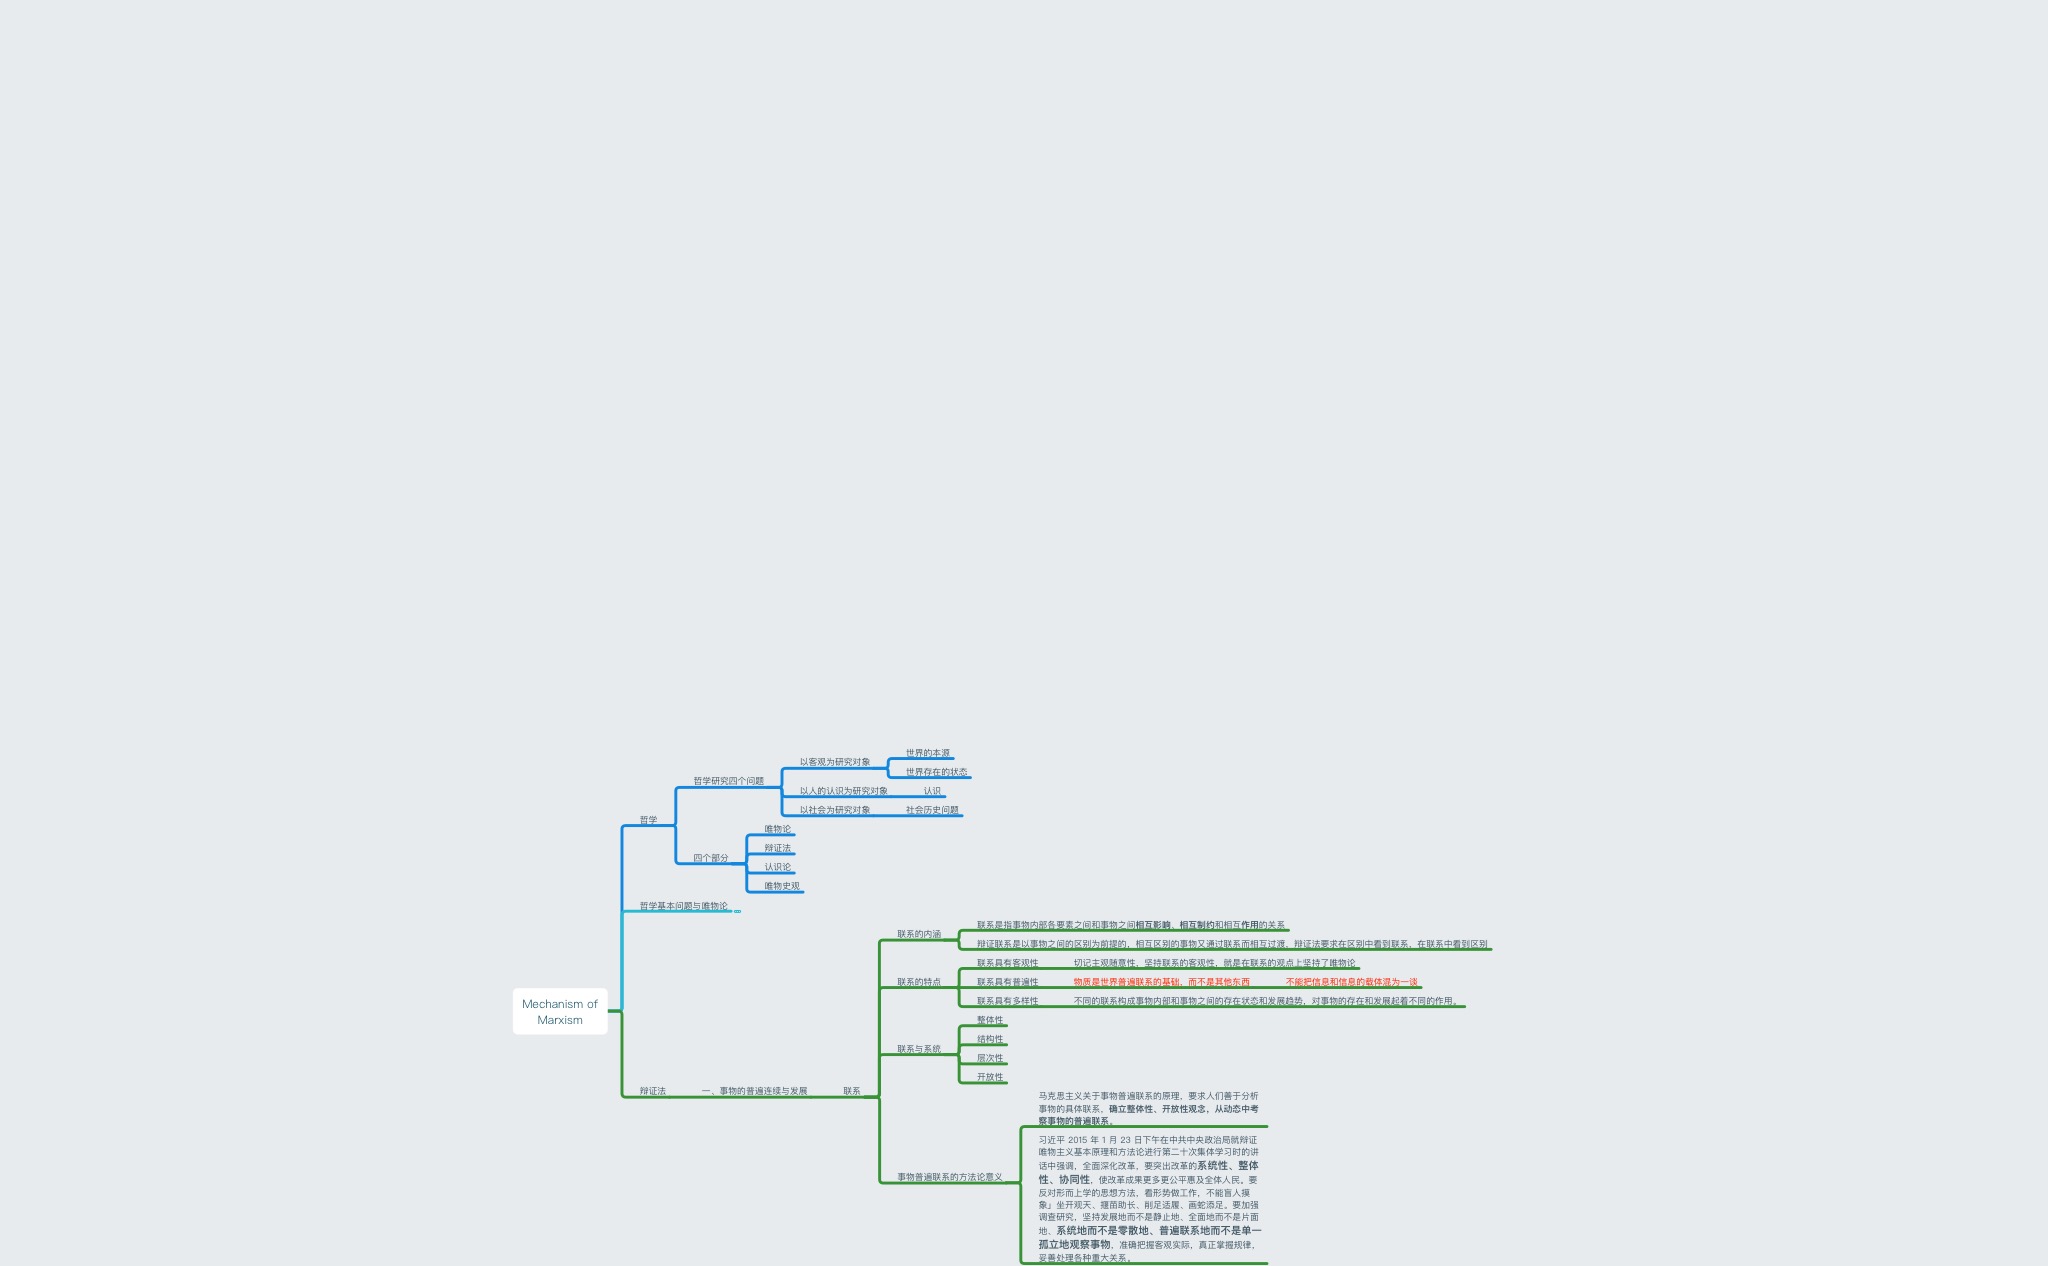 世界的本源
以客观为研究对象
世界存在的状态
哲学研究四个问题
以人的认识为研究对象
认识
以社会为研究对象
社会历史问题
哲学
唯物论
辩证法
四个部分
认识论
唯物史观
哲学基本问题与唯物论
联系是指事物内部各要素之间和事物之间相互影响、相互制约和相互作用的关系
联系的内涵
辩证联系是以事物之间的区别为前提的，相互区别的事物又通过联系而相互过渡，辩证法要求在区别中看到联系，在联系中看到区别
联系具有客观性
切记主观随意性，坚持联系的客观性，就是在联系的观点上坚持了唯物论
联系的特点
联系具有普遍性
物质是世界普遍联系的基础，而不是其他东西
不能把信息和信息的载体混为一谈
联系具有多样性
不同的联系构成事物内部和事物之间的存在状态和发展趋势，对事物的存在和发展起着不同的作用。
Mechanism of
Marxism
整体性
结构性
联系与系统
层次性
开放性
辩证法
一、事物的普遍连续与发展
联系
马克思主义关于事物普遍联系的原理，要求人们善于分析
事物的具体联系，确立整体性、开放性观念，从动态中考
察事物的普遍联系。
事物普遍联系的方法论意义
习近平 2015 年 1 月 23 日下午在中共中央政治局就辩证
唯物主义基本原理和方法论进行第二十次集体学习时的讲
话中强调，全面深化改革，要突出改革的系统性、整体
性、协同性，使改革成果更多更公平惠及全体人民。要
反对形而上学的思想方法，看形势做工作，不能盲人摸
象」坐开观天、揠苗助长、削足适履、画蛇添足。要加强
调查研究，坚持发展地而不是静止地、全面地而不是片面
地、系统地而不是零散地、普遍联系地而不是单一
孤立地观察事物，准确把握客观实际，真正掌握规律，
妥善处理各种重大关系。